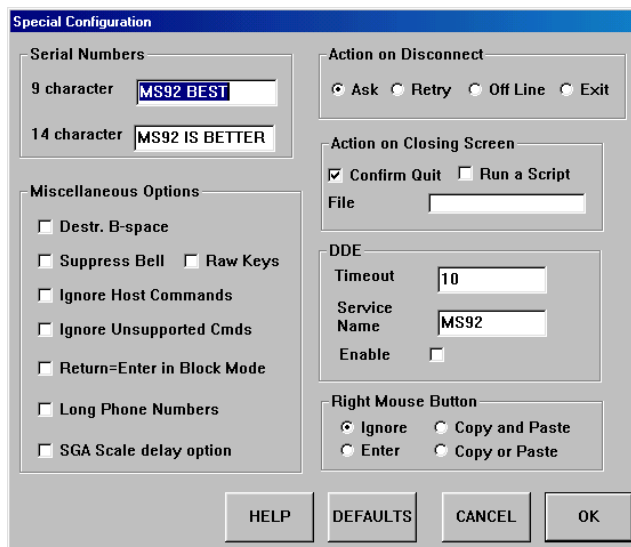 Special Configuration
Serial Numbers
9 character MS92 BEST
14 character MS92 IS BETTER
Miscellaneous Options
Destr. B-space
Suppress Bell Raw Keys
Ignore Host Commands
Ignore Unsupported Cmds
Return=Enter in Block Mode
Long Phone Numbers
SGA Scale delay option
Action on Disconnect
Ask Retry Off Line Exit
Action on Closing Screen
Confirm Quit Run a Script
File
DDE
Timeout 10
Service
Name MS92
Enable
Right Mouse Button
Ignore Copy and Paste
Enter Copy or Paste
HELP DEFAULTS CANCEL OK